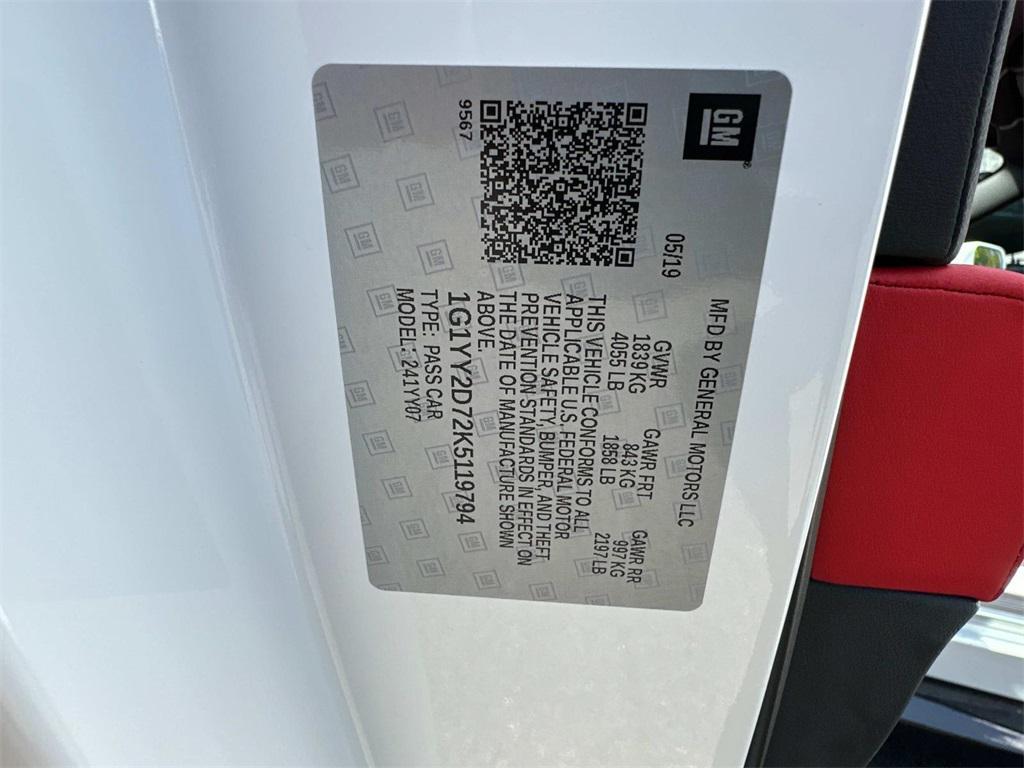 GM
MFD BY GENERAL MOTORS LLC
05/19
GVWR GAWR FRT GAWR RR
1839 KG 843 KG 997 KG
4055 LB 1858 LB 2197 LB
THIS VEHICLE CONFORMS TO ALL
APPLICABLE U.S. FEDERAL MOTOR
VEHICLE SAFETY, BUMPER, AND THEFT
PREVENTION STANDARDS IN EFFECT ON
THE DATE OF MANUFACTURE SHOWN
ABOVE.
1G1YY2D72K5119794
TYPE: PASS CAR
MODEL: 241YY07
9567